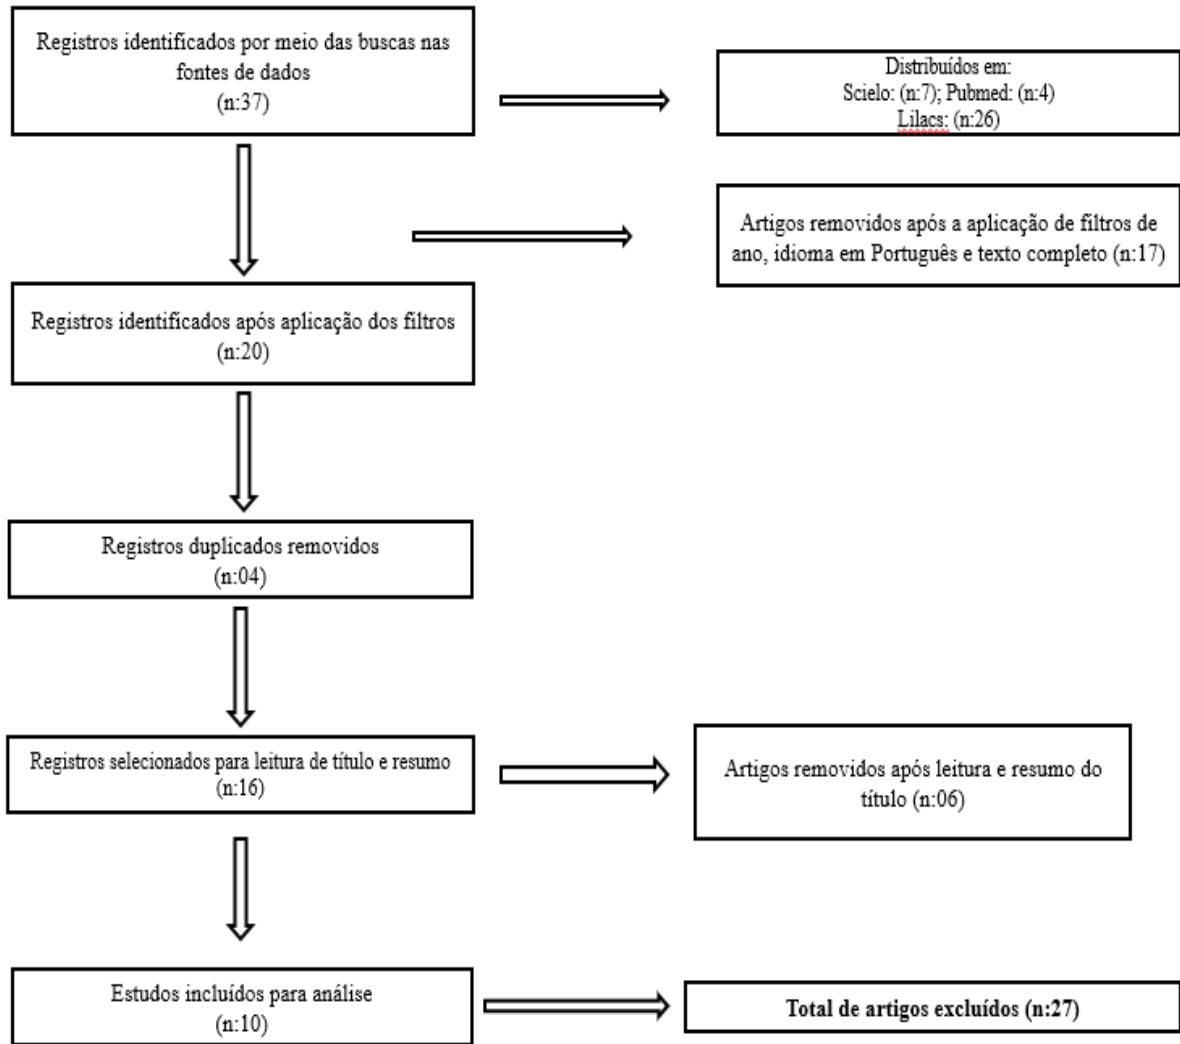 Registros identificados por meio das buscas nas
fontes de dados
(n:37)
Distribuídos em:
Scielo: (n:7); Pubmed: (n:4)
Lilacs: (n:26)
Artigos removidos após a aplicação de filtros de
ano, idioma em Português e texto completo (n:17)
Registros identificados após aplicação dos filtros
(n:20)
Registros duplicados removidos
(n:04)
Registros selecionados para leitura de título e resumo
(n:16)
Artigos removidos após leitura e resumo do
título (n:06)
Estudos incluídos para análise
(n:10)
Total de artigos excluídos (n:27)